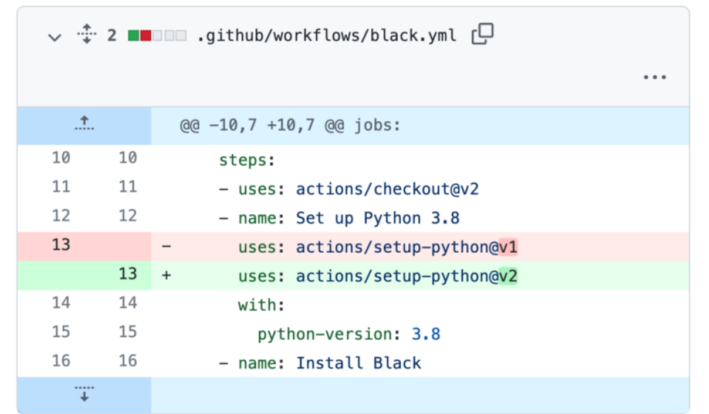 2 .github/workflows/black.yml
...
@@ -10,7 +10,7 @@ jobs:
10 10 steps:
11 11 - uses: actions/checkout@v2
12 12 - name: Set up Python 3.8
13 - uses: actions/setup-python@v1
13 + uses: actions/setup-python@v2
14 14 with:
15 15 python-version: 3.8
16 16 - name: Install Black